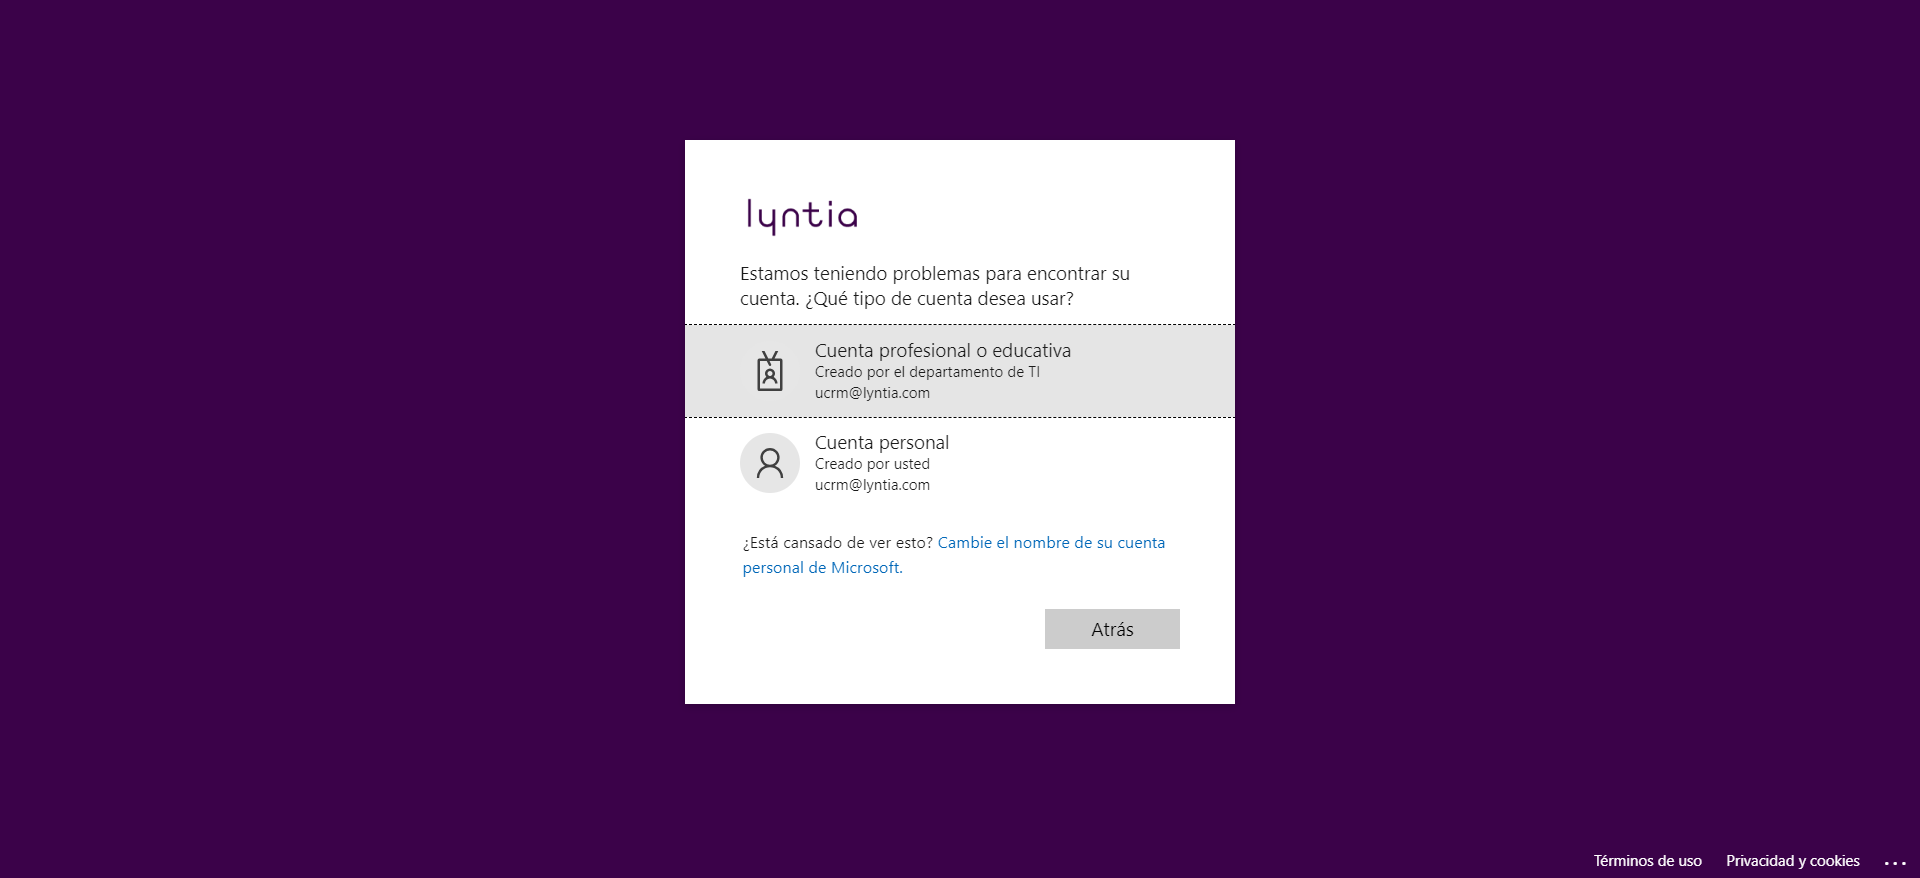 lyntia
Estamos teniendo problemas para encontrar su
cuenta. ¿Qué tipo de cuenta desea usar?
Cuenta profesional o educativa
Creado por el departamento de TI
ucrm@lyntia.com
Cuenta personal
Creado por usted
ucrm@lyntia.com
¿Está cansado de ver esto? Cambie el nombre de su cuenta
personal de Microsoft.
Atrás
Términos de uso Privacidad y cookies ...